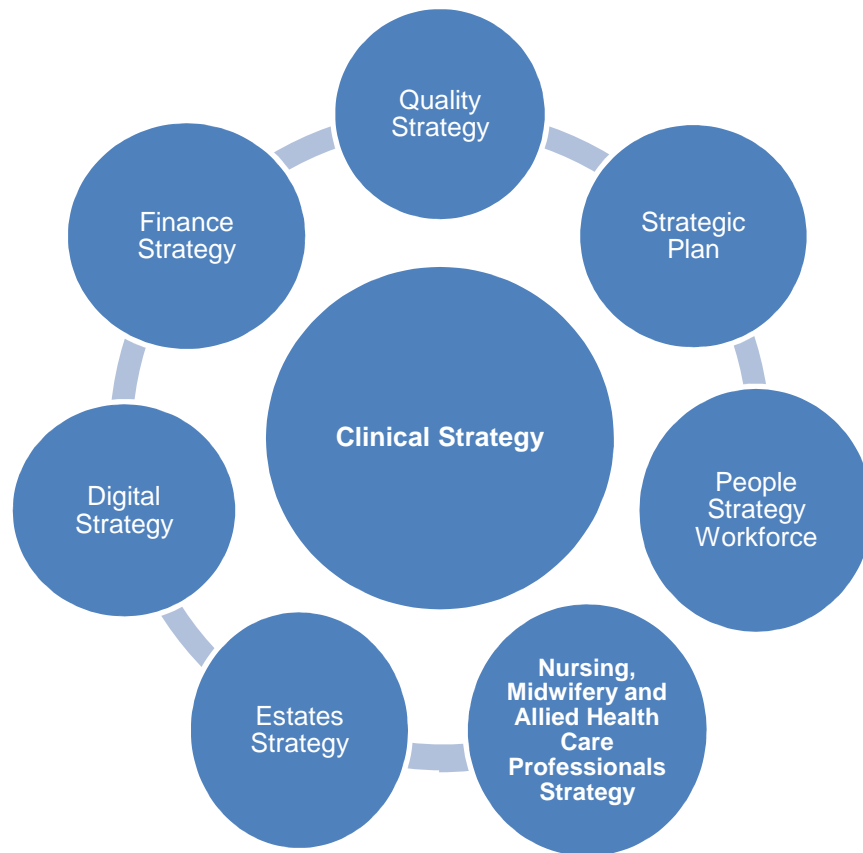 Quality
Strategy
Strategic
Plan
People
Strategy
Workforce
Nursing,
Midwifery and
Allied Health
Care
Professionals
Strategy
Estates
Strategy
Digital
Strategy
Finance
Strategy
Clinical Strategy